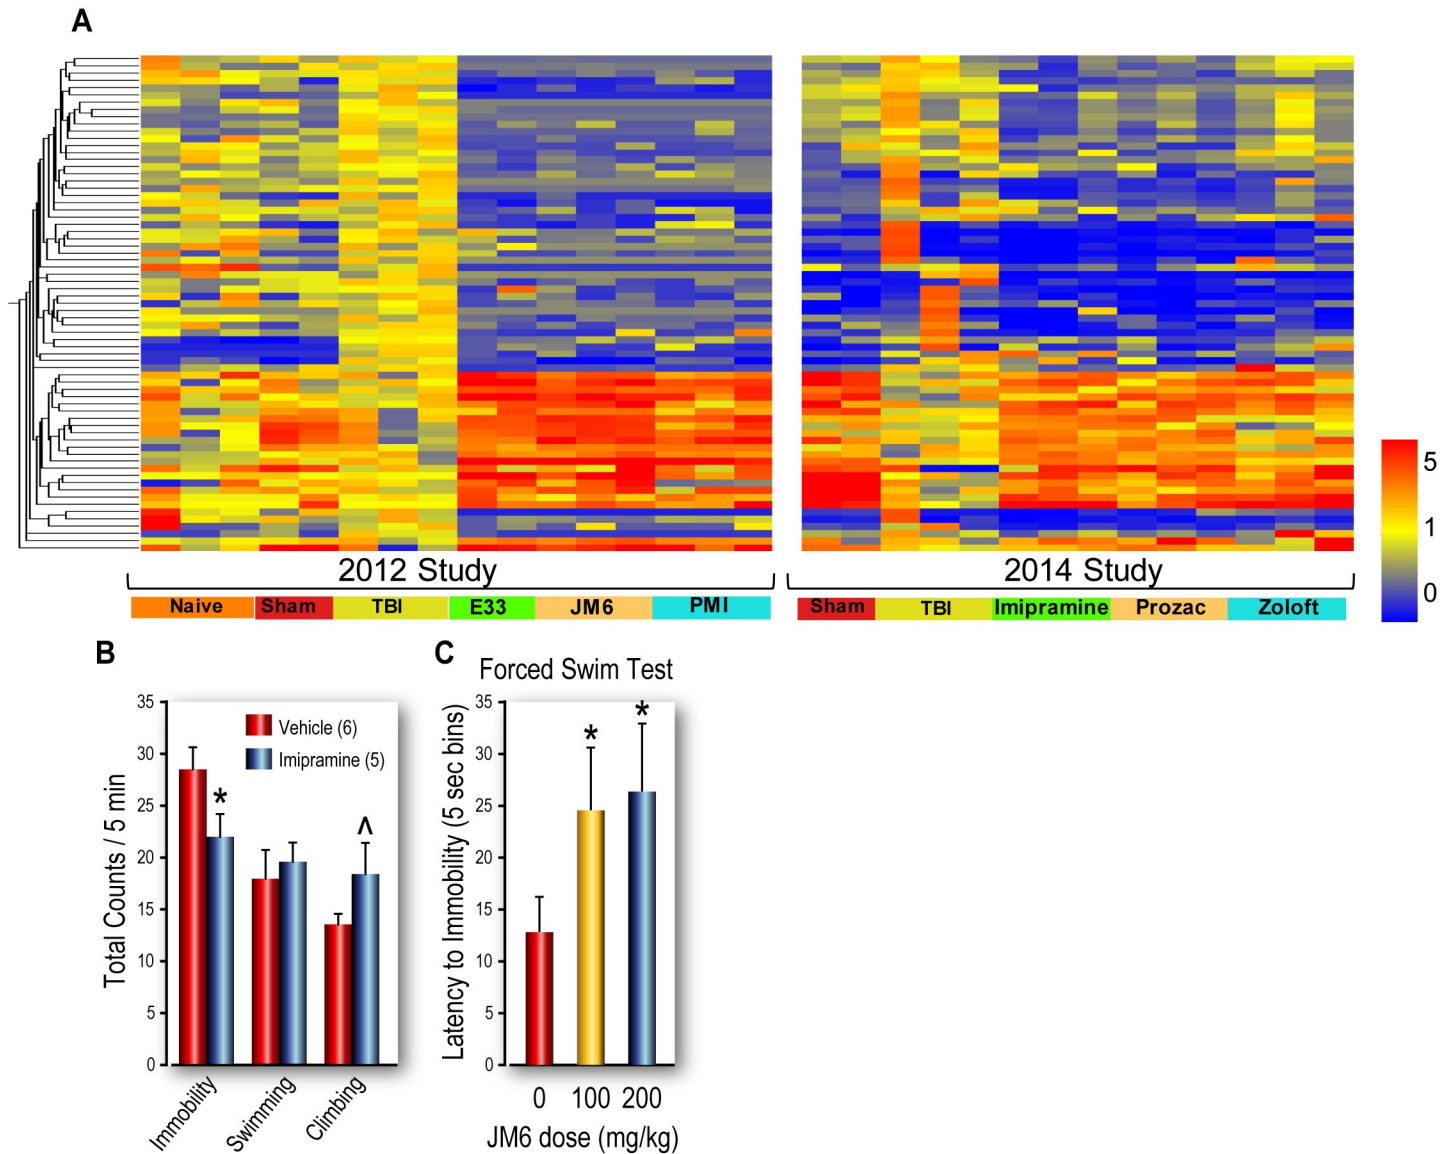 A
5
1
0
2012 Study
2014 Study
Naive Sham TBI E33 JM6 PMI
Sham TBI Imipramine Prozac Zoloft
B
Total Counts / 5 min
35
30
25
20
15
10
5
0
Vehicle (6)
Imipramine (5)
*
^
Immobility
Swimming
Climbing
C
Forced Swim Test
Latency to Immobility (5 sec bins)
35
30
25
20
15
10
5
0
*
*
0 100 200
JM6 dose (mg/kg)